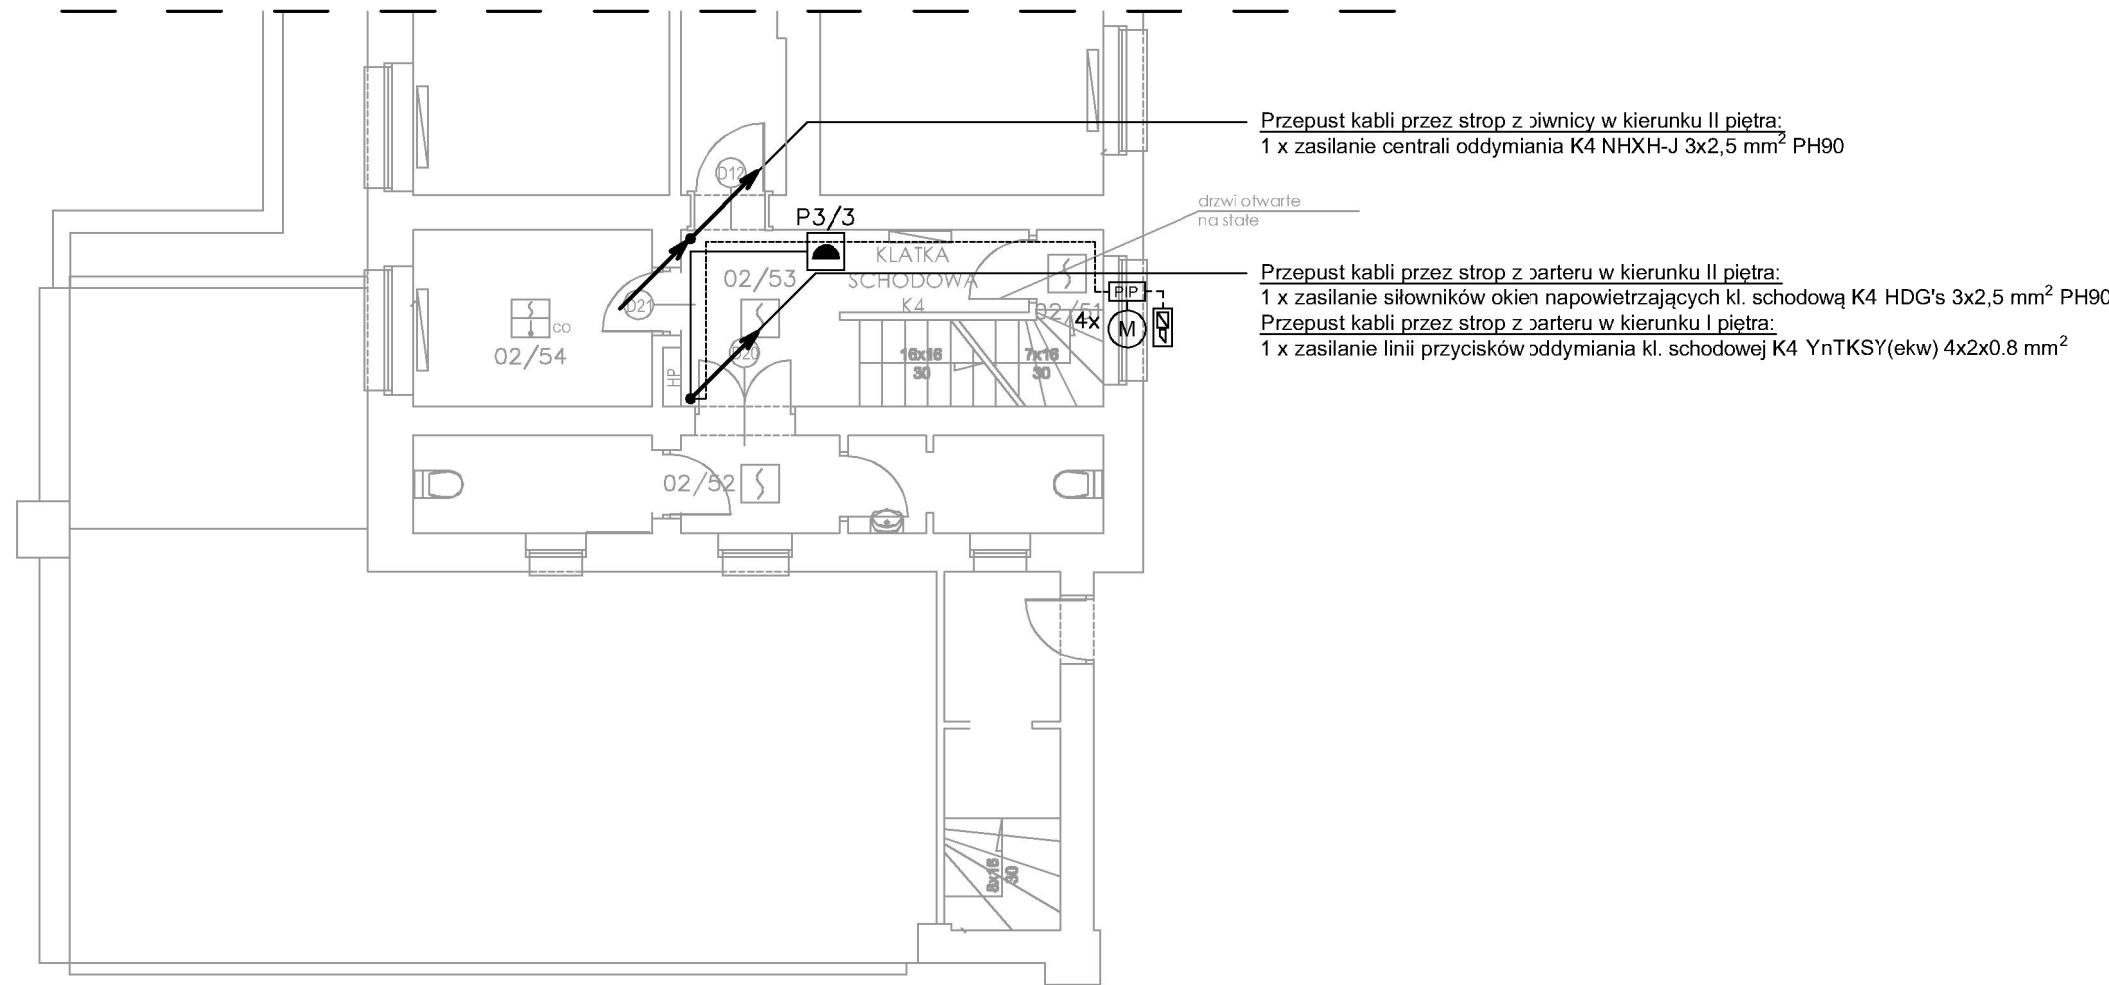 Przepust kabli przez strop z piwnicy w kierunku II piętra:
1 x zasilanie centrali oddymiania K4 NHXH-J 3x2,5 mm² PH90
D12
drzwi otwarte
na stałe
P3/3
KLATKA
SCHODOWA
K4
02/53
Przepust kabli przez strop z parteru w kierunku II piętra:
1 x zasilanie siłowników okien napowietrzających kl. schodową K4 HDG's 3x2,5 mm² PH90
Przepust kabli przez strop z parteru w kierunku I piętra:
1 x zasilanie linii przycisków oddymiania kl. schodowej K4 YnTKSY(ekw) 4x2x0.8 mm²
D21
PIP
02/51
4x
M
co
02/54
D20
16x16
30
7x16
30
HP
02/52
8x16
30